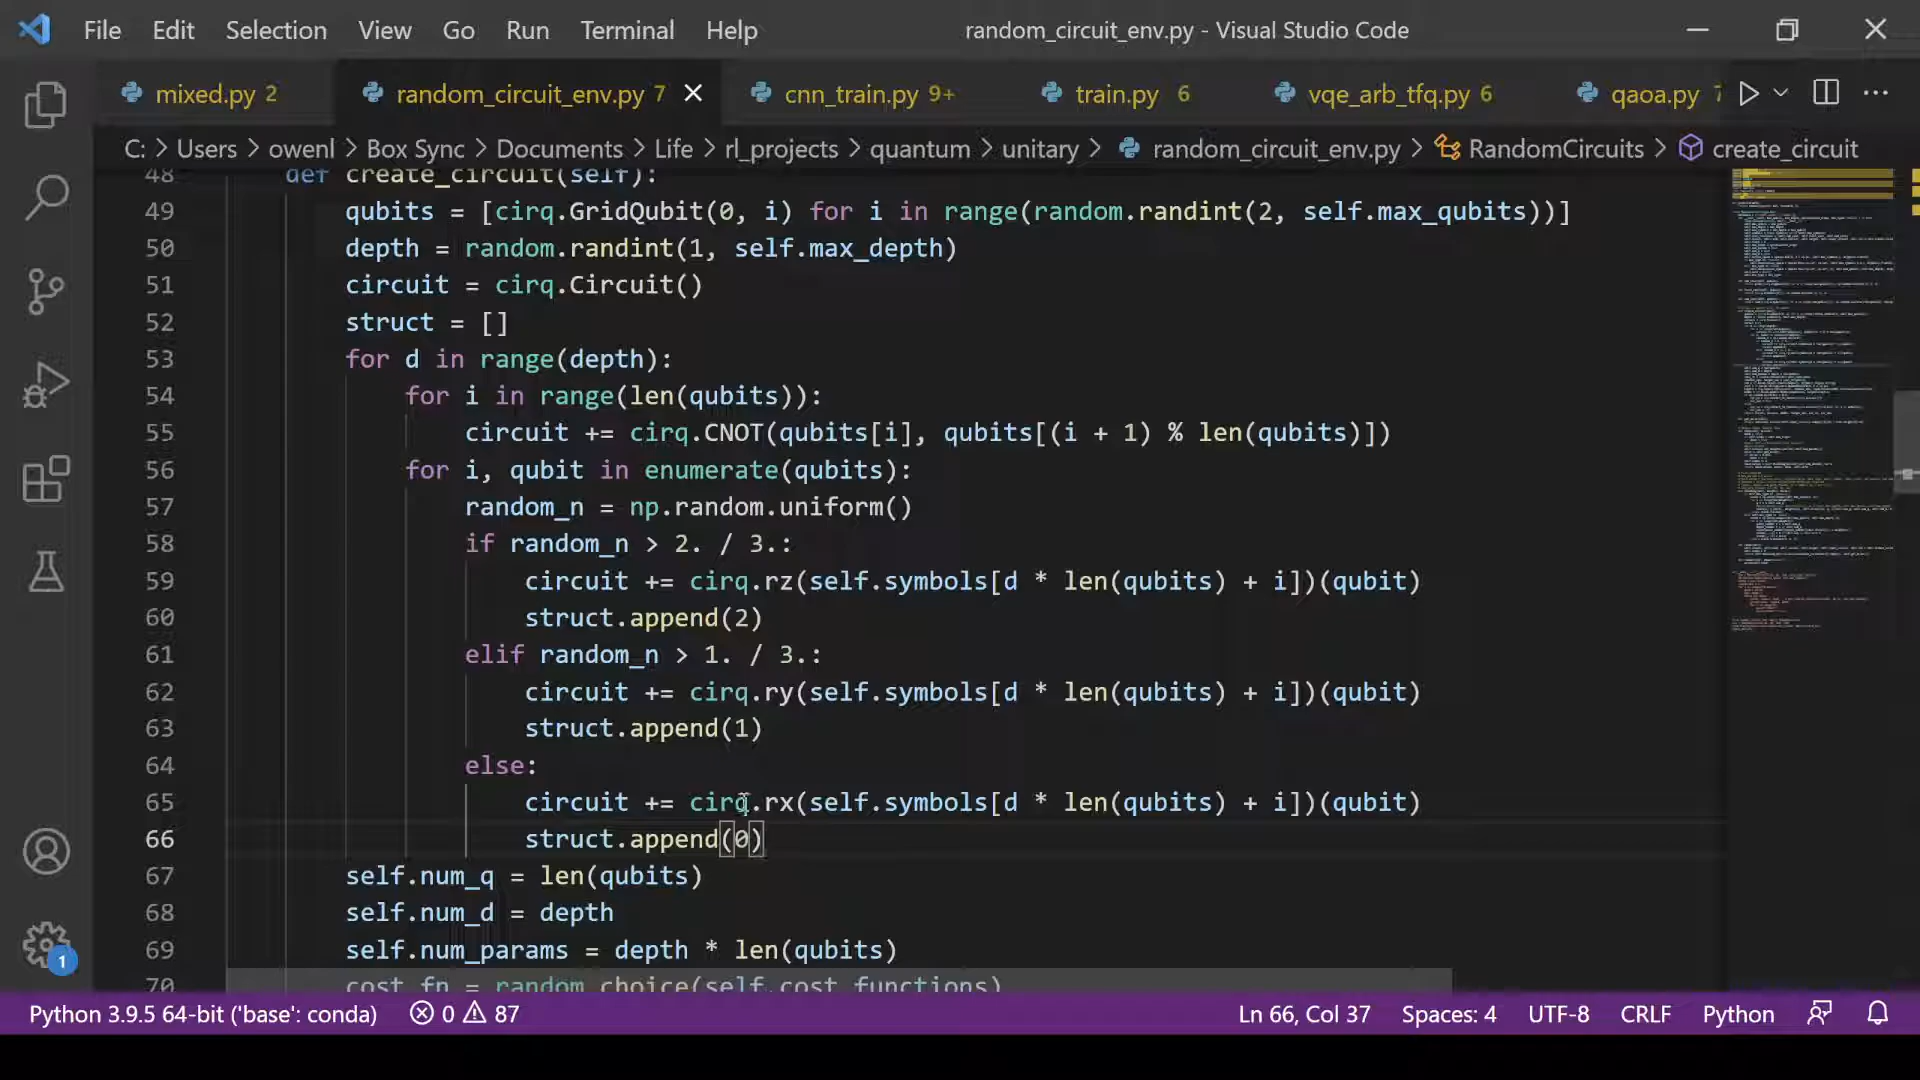 File Edit Selection View Go Run Terminal Help random_circuit_env.py - Visual Studio Code
mixed.py 2 random_circuit_env.py 7 cnn_train.py 9+ train.py 6 vqe_arb_tfq.py 6 qaoa.py 7
C: > Users > owenl > Box Sync > Documents > Life > rl_projects > quantum > unitary > random_circuit_env.py > RandomCircuits > create_circuit
48 def create_circuit(self):
49 qubits = [cirq.GridQubit(0, i) for i in range(random.randint(2, self.max_qubits))]
50 depth = random.randint(1, self.max_depth)
51 circuit = cirq.Circuit()
52 struct = []
53 for d in range(depth):
54 for i in range(len(qubits)):
55 circuit += cirq.CNOT(qubits[i], qubits[(i + 1) % len(qubits)])
56 for i, qubit in enumerate(qubits):
57 random_n = np.random.uniform()
58 if random_n > 2. / 3.:
59 circuit += cirq.rz(self.symbols[d * len(qubits) + i])(qubit)
60 struct.append(2)
61 elif random_n > 1. / 3.:
62 circuit += cirq.ry(self.symbols[d * len(qubits) + i])(qubit)
63 struct.append(1)
64 else:
65 circuit += cirq.rx(self.symbols[d * len(qubits) + i])(qubit)
66 struct.append(0)
67 self.num_q = len(qubits)
68 self.num_d = depth
69 self.num_params = depth * len(qubits)
70 cost_fn = random.choice(self.cost_functions)
1
Python 3.9.5 64-bit ('base': conda) 0 87 Ln 66, Col 37 Spaces: 4 UTF-8 CRLF Python